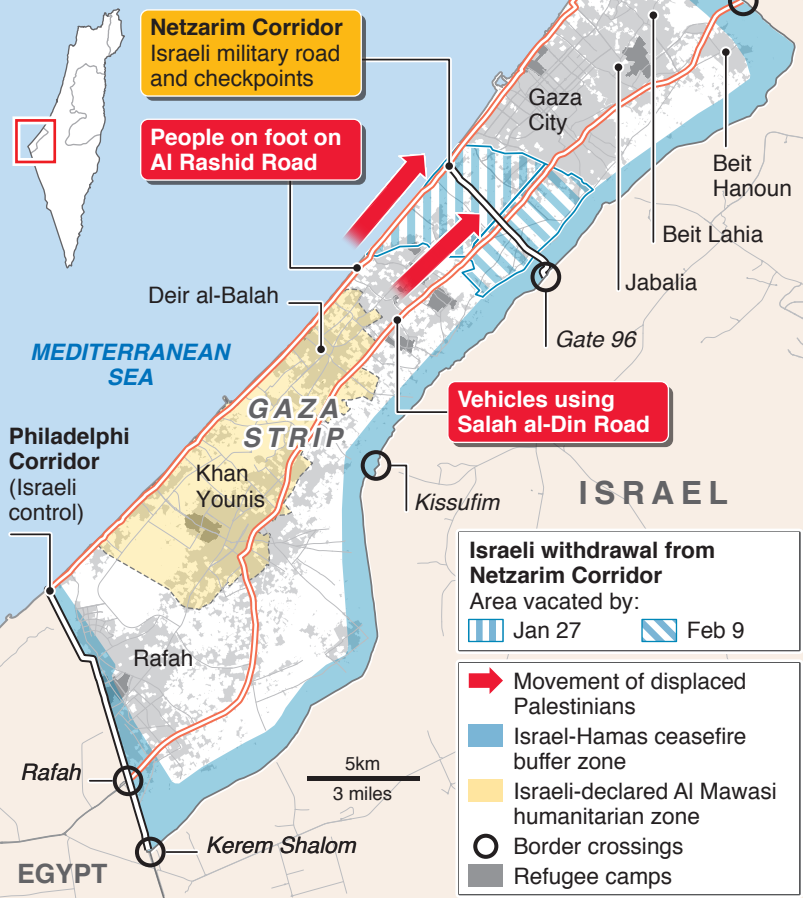 Netzarim Corridor
Israeli military road
and checkpoints
People on foot on
Al Rashid Road
Gaza
City
Beit
Hanoun
Beit Lahia
Jabalia
Deir al-Balah
Gate 96
MEDITERRANEAN
SEA
GAZA
STRIP
Vehicles using
Salah al-Din Road
Philadelphi
Corridor
(Israeli
control)
Khan
Younis
Kissufim
ISRAEL
Israeli withdrawal from
Netzarim Corridor
Area vacated by:
Jan 27
Feb 9
Rafah
Movement of displaced
Palestinians
Israel-Hamas ceasefire
buffer zone
Israeli-declared Al Mawasi
humanitarian zone
Border crossings
Refugee camps
5km
3 miles
Rafah
Kerem Shalom
EGYPT